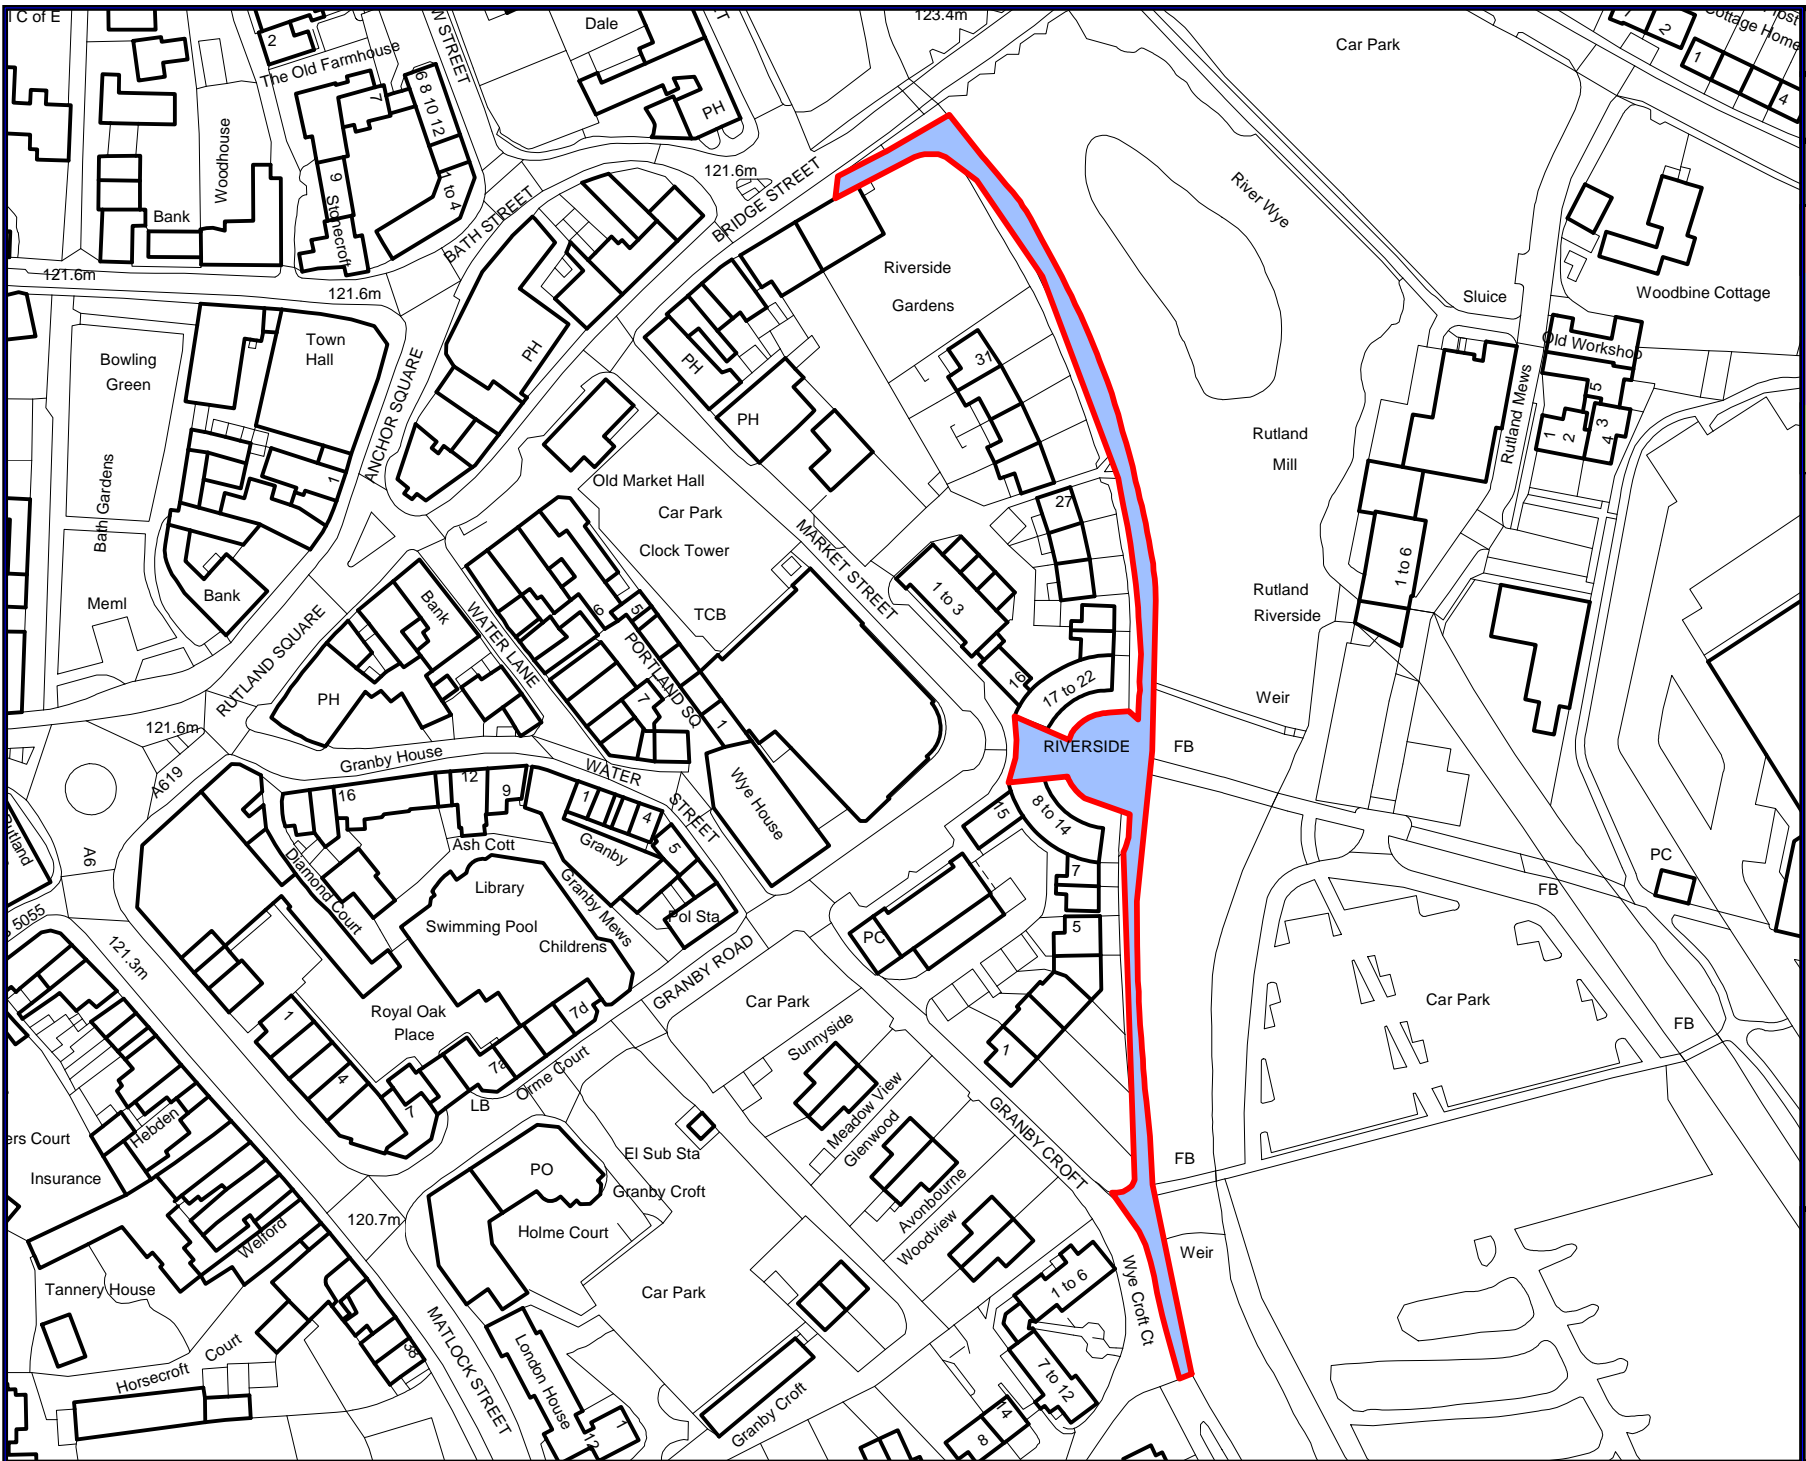 I C of E
2
The Old Farmhouse
W STREET
Dale
PH
123.4m
Car Park
Cottage Home
2
1
4
7
6 8 10 12
1 to 4
9
Stonecroft
Woodhouse
Bank
BATH STREET
121.6m
BRIDGE STREET
River Wye
121.6m
121.6m
Riverside
Gardens
Sluice
Woodbine Cottage
Old Workshop
Town
Hall
Bowling
Green
PH
PH
PH
31
ANCHOR SQUARE
1
Bath Gardens
Rutland Mews
1
2
5
3
4
Rutland
Mill
Old Market Hall
Car Park
Clock Tower
MARKET STREET
27
1 to 6
Meml
Bank
Bank
WATER LANE
6
5
TCB
1 to 3
Rutland
Riverside
RUTLAND SQUARE
PH
PORTLAND SQ
7
1
16
17 to 22
Weir
121.6m
RIVERSIDE
FB
Granby House
WATER
STREET
Wye House
A619
16
12
9
1
4
5
Granby
Ash Cott
15
8 to 14
7
PC
FB
Rutland
A6
Diamond Court
Library
Swimming Pool
Childrens
Granby Mews
Pol Sta
5
PC
5055
121.3m
GRANBY ROAD
Car Park
Car Park
FB
1
Royal Oak
Place
7d
7a
Orme Court
LB
7
4
Sunnyside
1
Meadow View
Glenwood
GRANBY CROFT
Hebden
ers Court
Insurance
El Sub Sta
Granby Croft
PO
Holme Court
Avonbourne
Woodview
FB
Weir
120.7m
Welford
Tannery House
Car Park
1 to 6
Wye Croft Ct
MATLOCK STREET
38
Horsecroft Court
London House
12
1
Granby Croft
7 to 12
14
8